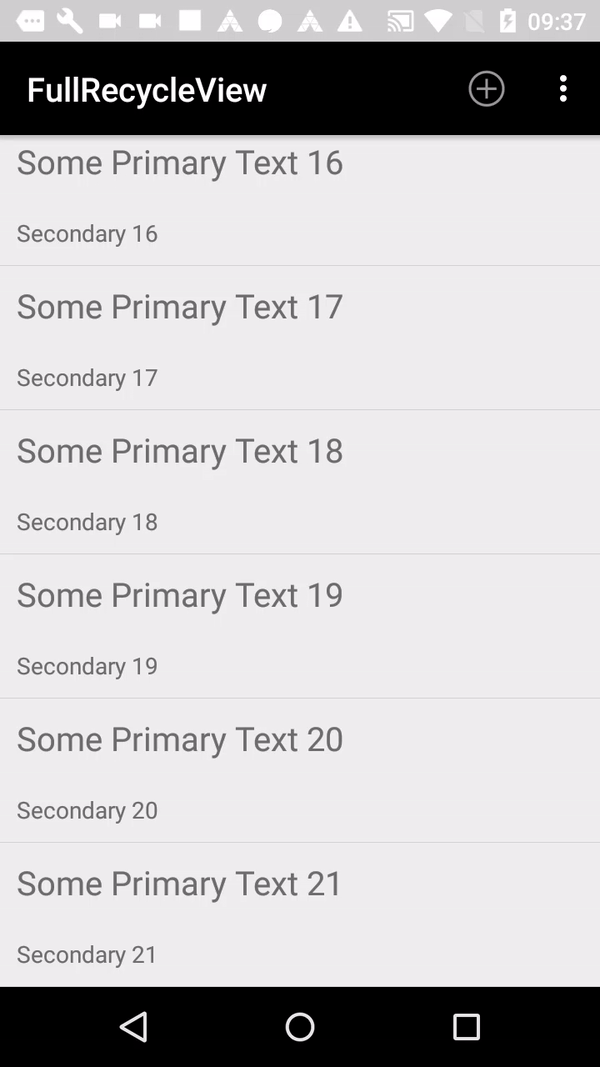 09:37
FullRecycleView
Some Primary Text 16
Secondary 16
Some Primary Text 17
Secondary 17
Some Primary Text 18
Secondary 18
Some Primary Text 19
Secondary 19
Some Primary Text 20
Secondary 20
Some Primary Text 21
Secondary 21